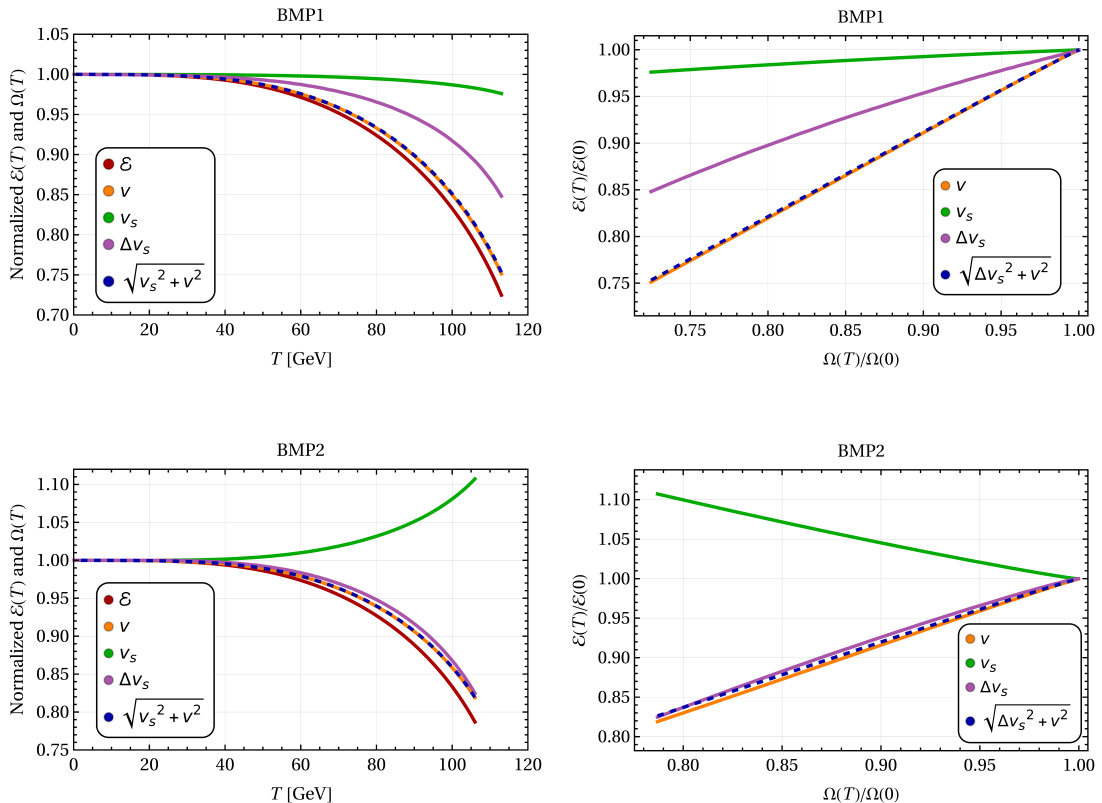 BMP1
Normalized ℰ(T) and Ω(T)
1.05
1.00
0.95
0.90
0.85
0.80
0.75
0.70
ℰ
v
v_s
Δv_s
√(v_s² + v²)
0 20 40 60 80 100 120
T [GeV]
BMP1
ℰ(T)/ℰ(0)
1.00
0.95
0.90
0.85
0.80
0.75
v
v_s
Δv_s
√(Δv_s² + v²)
0.75 0.80 0.85 0.90 0.95 1.00
Ω(T)/Ω(0)
BMP2
Normalized ℰ(T) and Ω(T)
1.10
1.05
1.00
0.95
0.90
0.85
0.80
0.75
ℰ
v
v_s
Δv_s
√(v_s² + v²)
0 20 40 60 80 100 120
T [GeV]
BMP2
ℰ(T)/ℰ(0)
1.10
1.05
1.00
0.95
0.90
0.85
0.80
v
v_s
Δv_s
√(Δv_s² + v²)
0.80 0.85 0.90 0.95 1.00
Ω(T)/Ω(0)